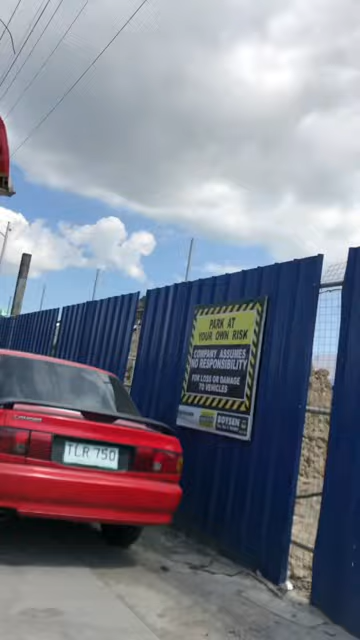 PARK AT
YOUR OWN RISK
COMPANY ASSUMES
NO RESPONSIBILITY
FOR LOSS OR DAMAGE
TO VEHICLES
BOYSEN
TLR 750